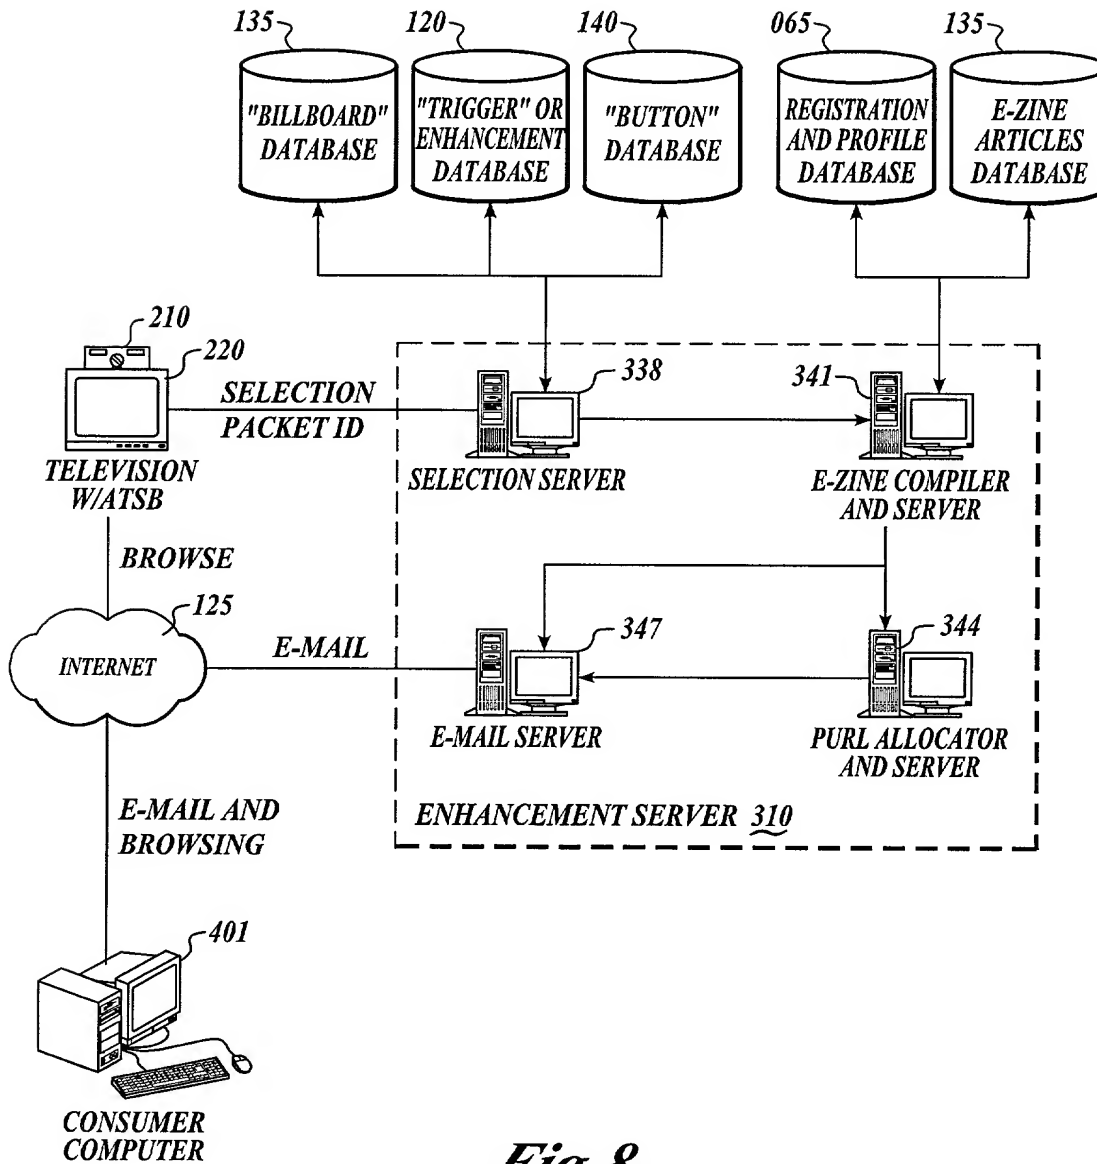 135
120
140
065
135
"BILLBOARD"
DATABASE
"TRIGGER" OR
ENHANCEMENT
DATABASE
"BUTTON"
DATABASE
REGISTRATION
AND PROFILE
DATABASE
E-ZINE
ARTICLES
DATABASE
210
220
SELECTION
PACKET ID
338
341
TELEVISION
W/ATSB
SELECTION SERVER
E-ZINE COMPILER
AND SERVER
BROWSE
125
INTERNET
E-MAIL
347
344
E-MAIL SERVER
PURL ALLOCATOR
AND SERVER
E-MAIL AND
BROWSING
ENHANCEMENT SERVER 310
401
CONSUMER
COMPUTER
Fig. 8